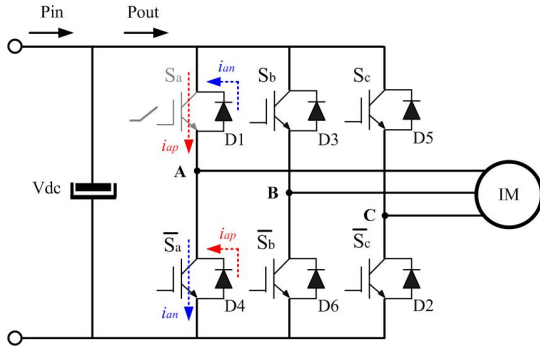 Pin
Pout
Sa
ian
Sb
Sc
iap
D1
D3
D5
A
Vdc
B
IM
C
S̅a
iap
S̅b
S̅c
ian
D4
D6
D2